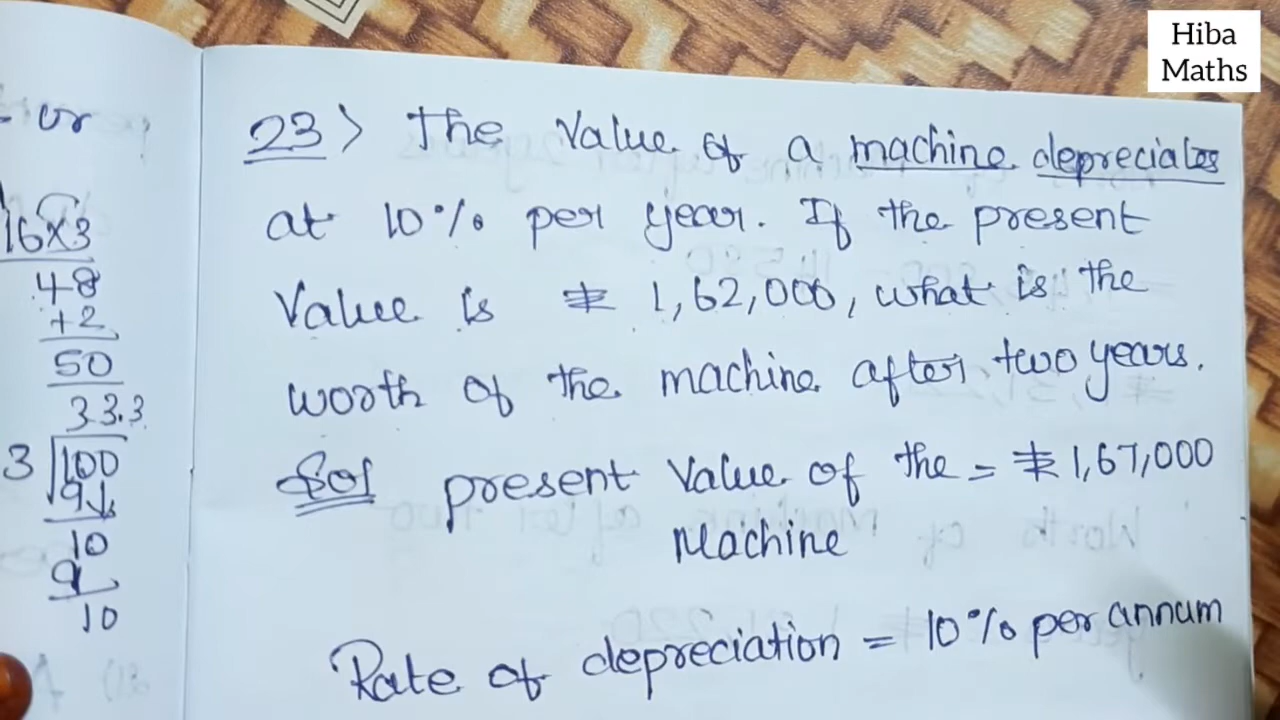 Hiba
Maths
or
16x3
48
+2
50
33.3
3 100
9
10
9
10
23> The Value of a machine depreciates
at 10% per year. If the present
Value is ₹ 1,62,000, what is the
worth of the machine after two years.
Sol present Value of the = ₹ 1,67,000
Machine
Rate of depreciation = 10% per annum